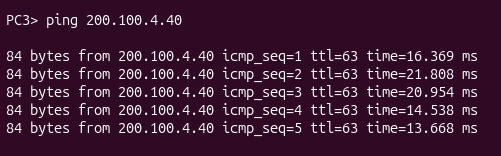 PC3> ping 200.100.4.40
84 bytes from 200.100.4.40 icmp_seq=1 ttl=63 time=16.369 ms
84 bytes from 200.100.4.40 icmp_seq=2 ttl=63 time=21.808 ms
84 bytes from 200.100.4.40 icmp_seq=3 ttl=63 time=20.954 ms
84 bytes from 200.100.4.40 icmp_seq=4 ttl=63 time=14.538 ms
84 bytes from 200.100.4.40 icmp_seq=5 ttl=63 time=13.668 ms